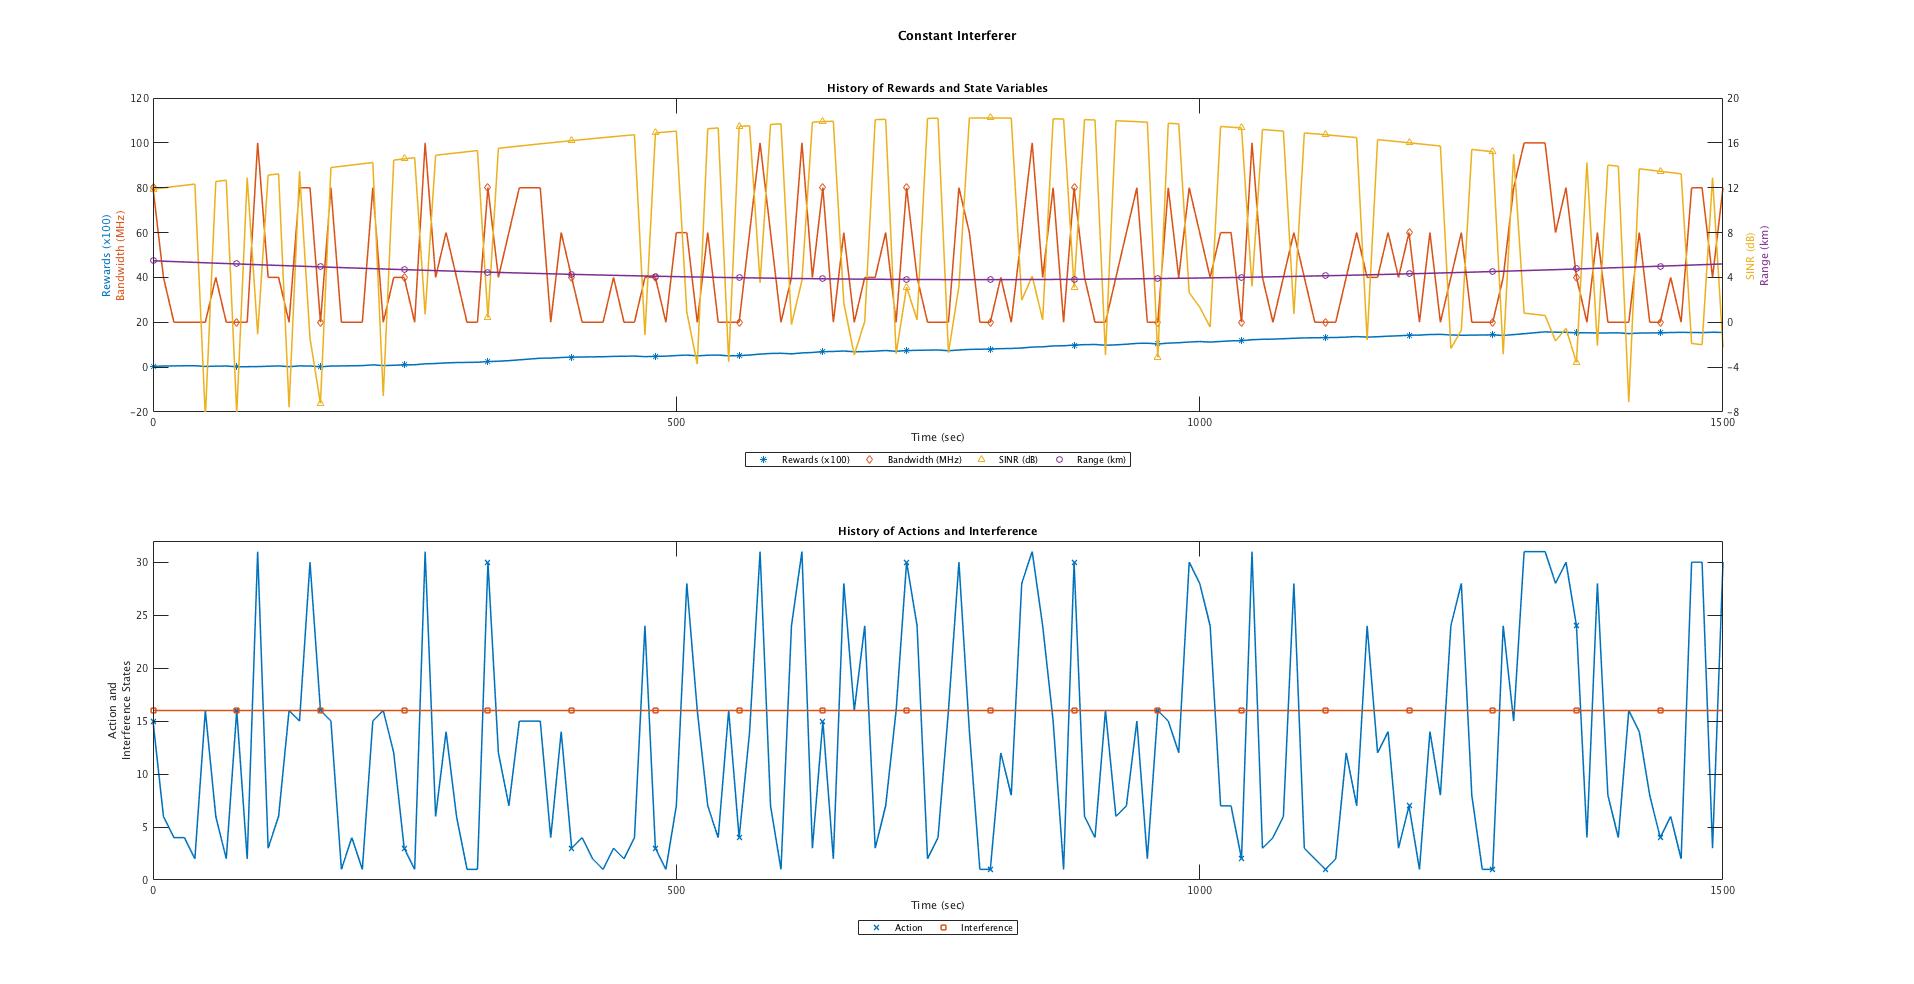 Constant Interferer
History of Rewards and State Variables
120
100
80
60
40
20
0
-20
Rewards (x100)
Bandwidth (MHz)
20
16
12
8
4
0
-4
-8
SINR (dB)
Range (km)
0 500 1000 1500
Time (sec)
Rewards (x100) Bandwidth (MHz) SINR (dB) Range (km)
History of Actions and Interference
30
25
20
15
10
5
0
Action and
Interference States
0 500 1000 1500
Time (sec)
Action Interference